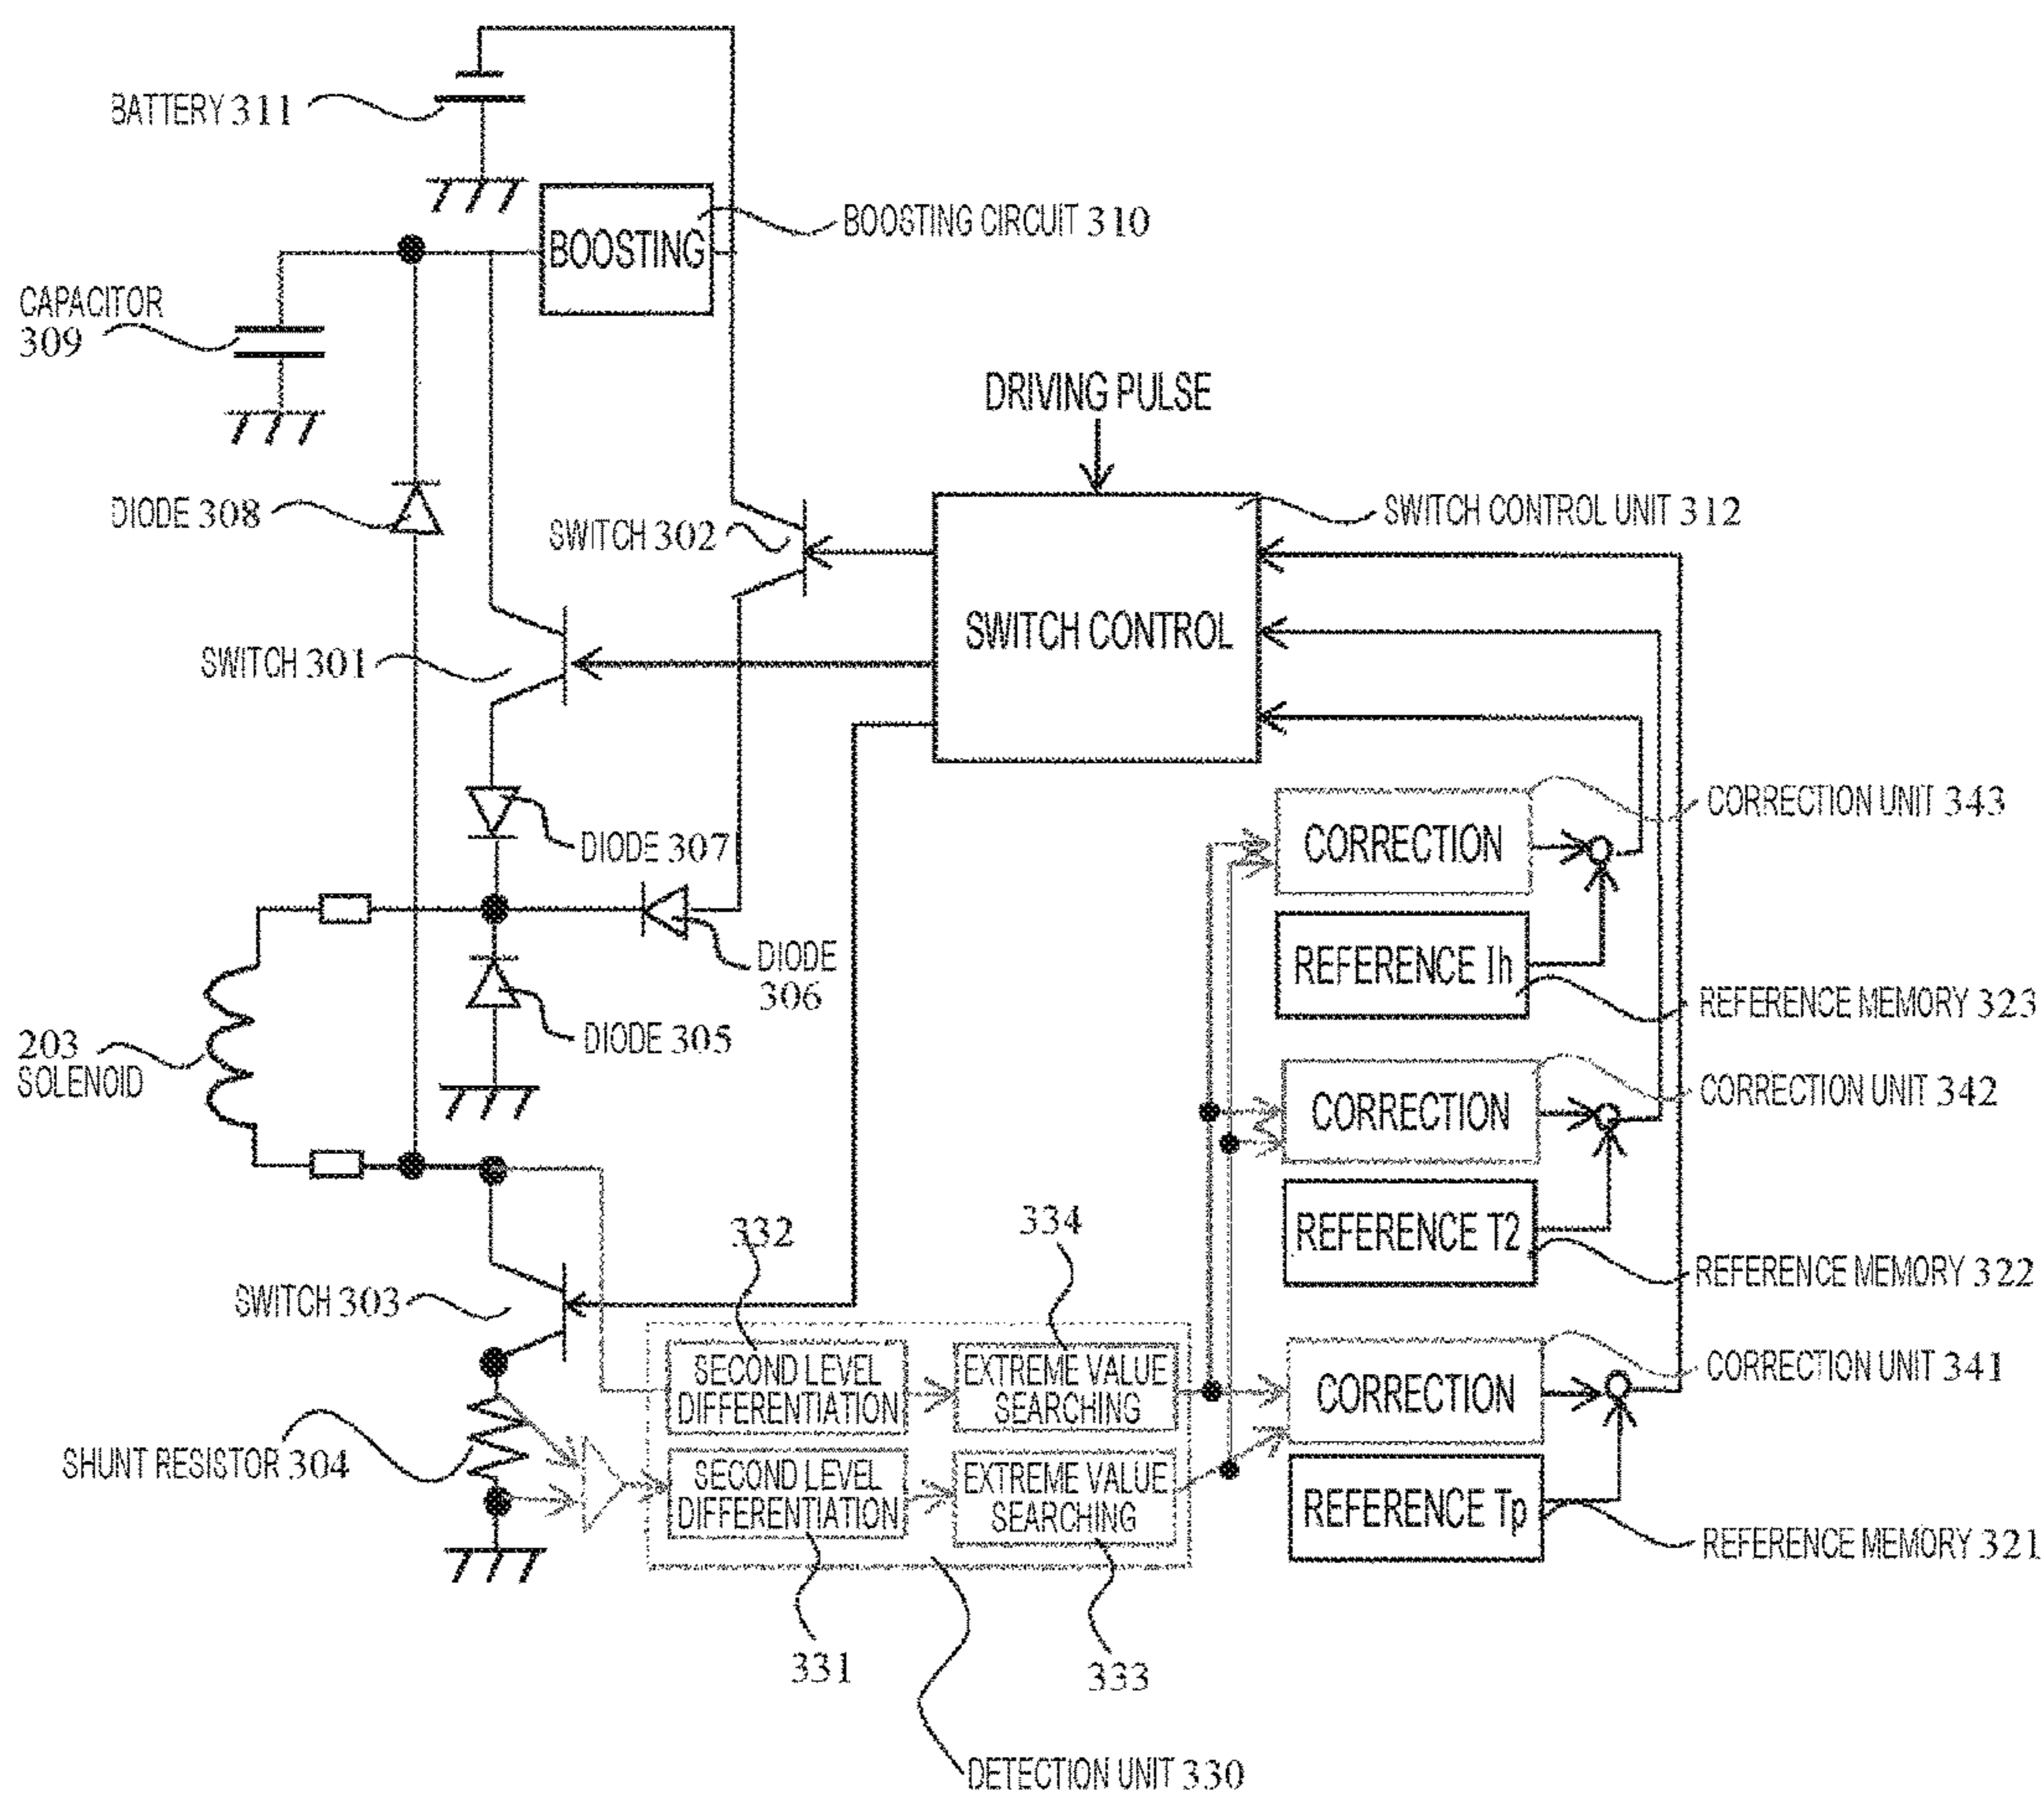 BATTERY 311
BOOSTING
BOOSTING CIRCUIT 310
CAPACITOR
309
DRIVING PULSE
DIODE 308
SWITCH 302
SWITCH CONTROL UNIT 312
SWITCH CONTROL
SWITCH 301
DIODE 307
CORRECTION
CORRECTION UNIT 343
REFERENCE Ih
REFERENCE MEMORY 323
DIODE
306
DIODE 305
203
SOLENOID
CORRECTION
CORRECTION UNIT 342
REFERENCE T2
REFERENCE MEMORY 322
332
334
SWITCH 303
SECOND LEVEL
DIFFERENTIATION
EXTREME VALUE
SEARCHING
CORRECTION
CORRECTION UNIT 341
SHUNT RESISTOR 304
SECOND LEVEL
DIFFERENTIATION
EXTREME VALUE
SEARCHING
REFERENCE Tp
REFERENCE MEMORY 321
331
333
DETECTION UNIT 330